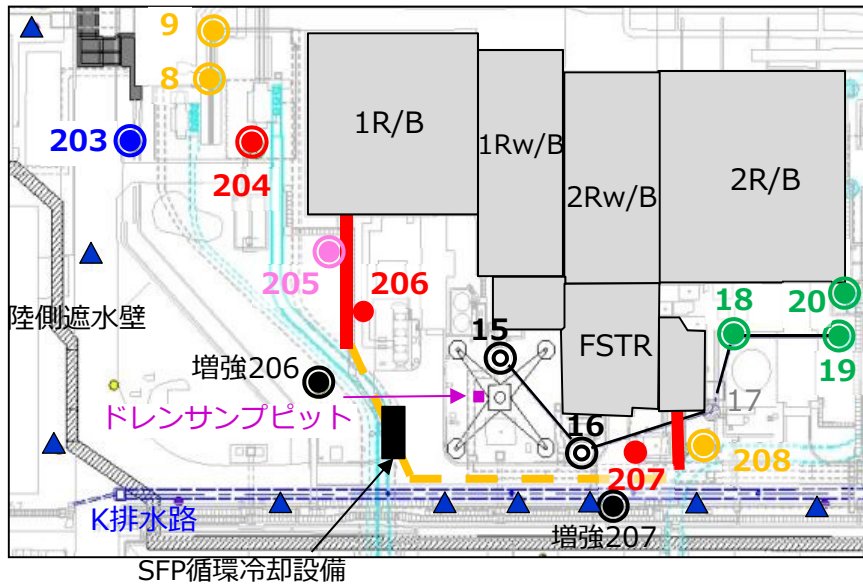 9
8
203
204
1R/B
1Rw/B
2Rw/B
2R/B
205
206
陸側遮水壁
15
18
20
19
FSTR
増強206
ドレンサンプピット
17
16
207
208
K排水路
増強207
SFP循環冷却設備